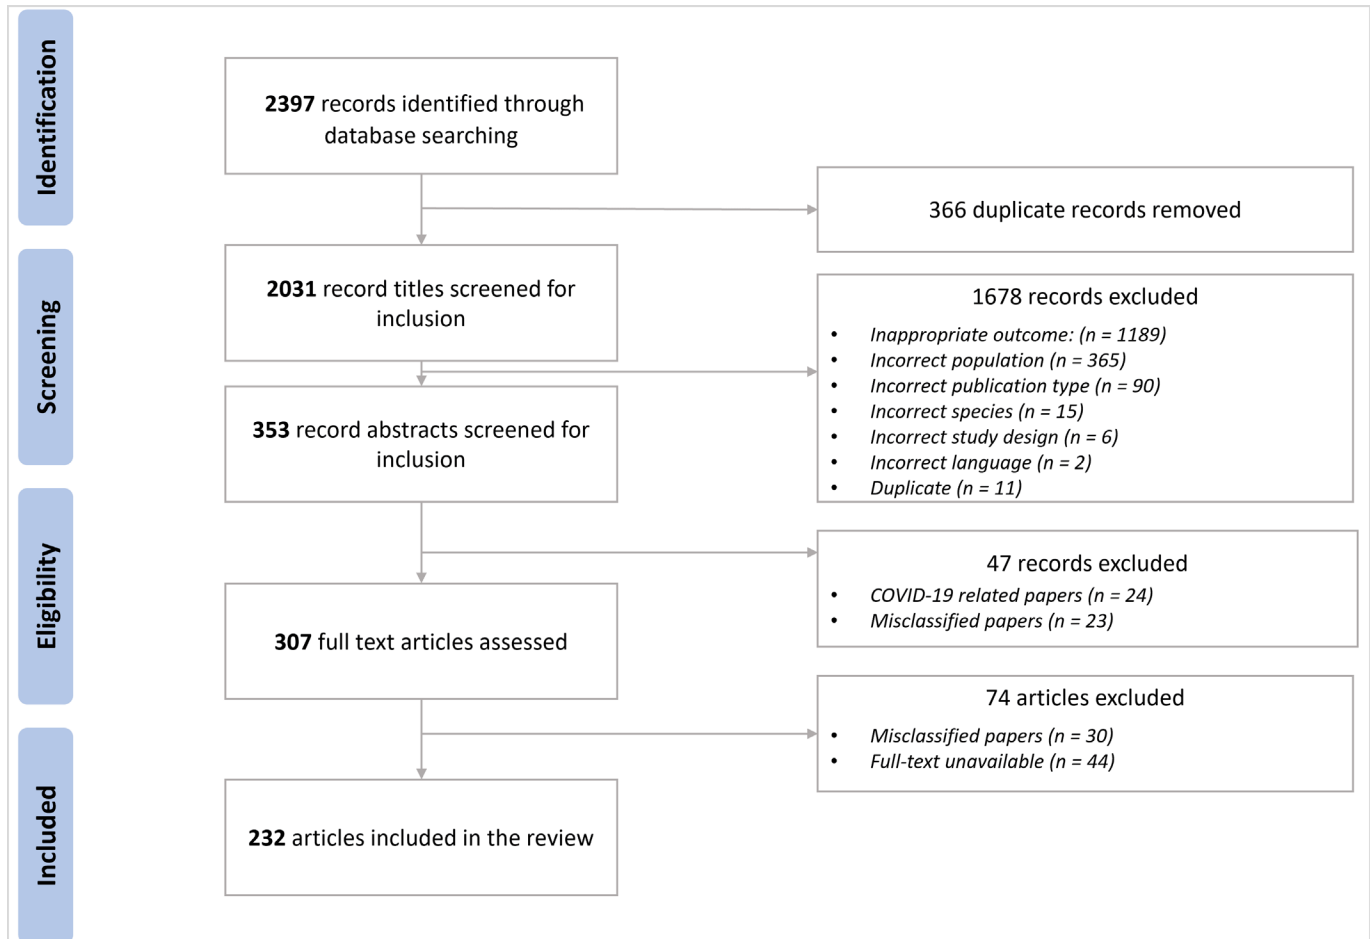 Identification
2397 records identified through
database searching
366 duplicate records removed
Screening
2031 record titles screened for
inclusion
1678 records excluded
• Inappropriate outcome: (n = 1189)
• Incorrect population (n = 365)
• Incorrect publication type (n = 90)
• Incorrect species (n = 15)
• Incorrect study design (n = 6)
• Incorrect language (n = 2)
• Duplicate (n = 11)
353 record abstracts screened for
inclusion
Eligibility
47 records excluded
• COVID-19 related papers (n = 24)
• Misclassified papers (n = 23)
307 full text articles assessed
74 articles excluded
• Misclassified papers (n = 30)
• Full-text unavailable (n = 44)
Included
232 articles included in the review